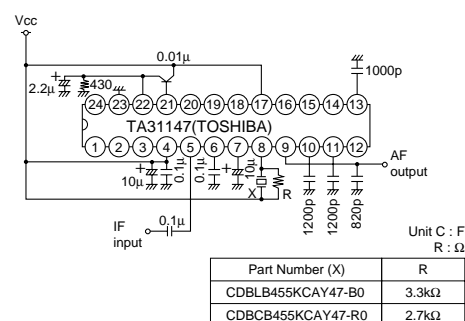 Vcc
0.01μ
2.2μ
430
1000p
24 23 22 21 20 19 18 17 16 15 14 13
TA31147(TOSHIBA)
1 2 3 4 5 6 7 8 9 10 11 12
AF
output
10μ
0.1μ
0.1μ
10μ
X
R
1200p
1200p
820p
IF
input
0.1μ
Unit C : F
R : Ω
Part Number (X) R
CDBLB455KCAY47-B0 3.3kΩ
CDBCB455KCAY47-R0 2.7kΩ